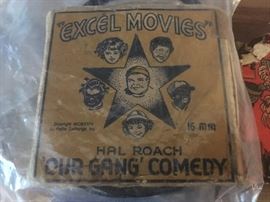 "EXCEL MOVIES"
16 MM
HAL ROACH
'OUR GANG' COMEDY